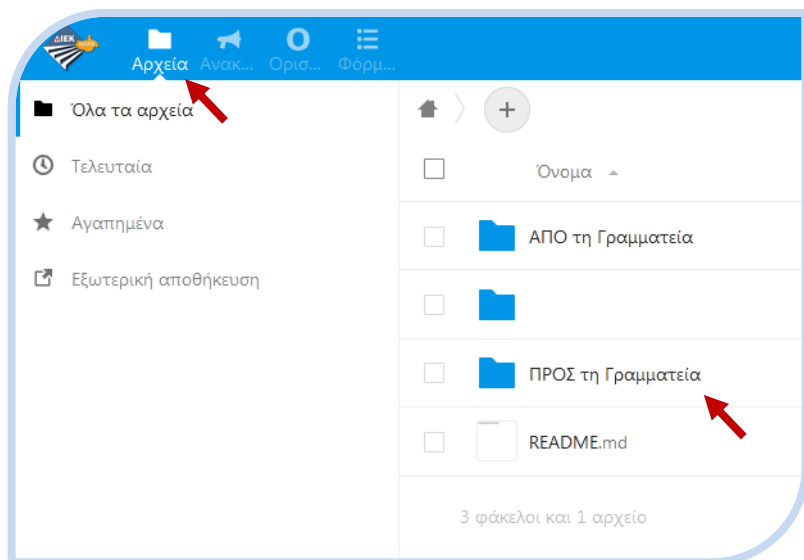 ΔΙΕΚ
Αρχεία Ανακ... Ορισ... Φόρμ...
Όλα τα αρχεία
Τελευταία
Αγαπημένα
Εξωτερική αποθήκευση
Όνομα
ΑΠΟ τη Γραμματεία
ΠΡΟΣ τη Γραμματεία
README.md
3 φάκελοι και 1 αρχείο